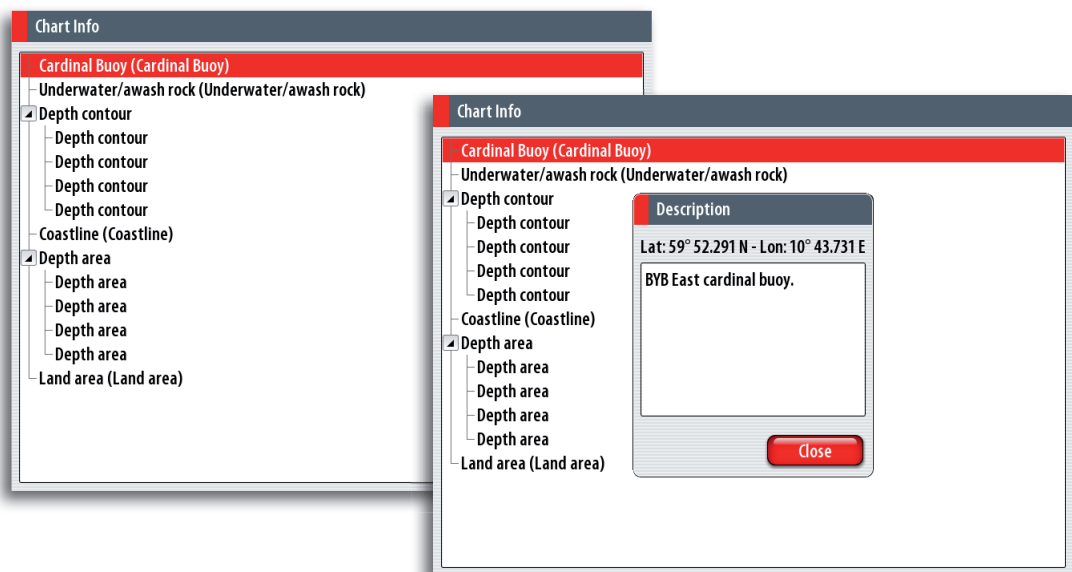 Chart Info
Cardinal Buoy (Cardinal Buoy)
Underwater/awash rock (Underwater/awash rock)
Depth contour
Depth contour
Depth contour
Depth contour
Depth contour
Coastline (Coastline)
Depth area
Depth area
Depth area
Depth area
Depth area
Land area (Land area)
Chart Info
Cardinal Buoy (Cardinal Buoy)
Underwater/awash rock (Underwater/awash rock)
Depth contour
Depth contour
Depth contour
Depth contour
Depth contour
Coastline (Coastline)
Depth area
Depth area
Depth area
Depth area
Depth area
Land area (Land area)
Description
Lat: 59° 52.291 N - Lon: 10° 43.731 E
BYB East cardinal buoy.
Close